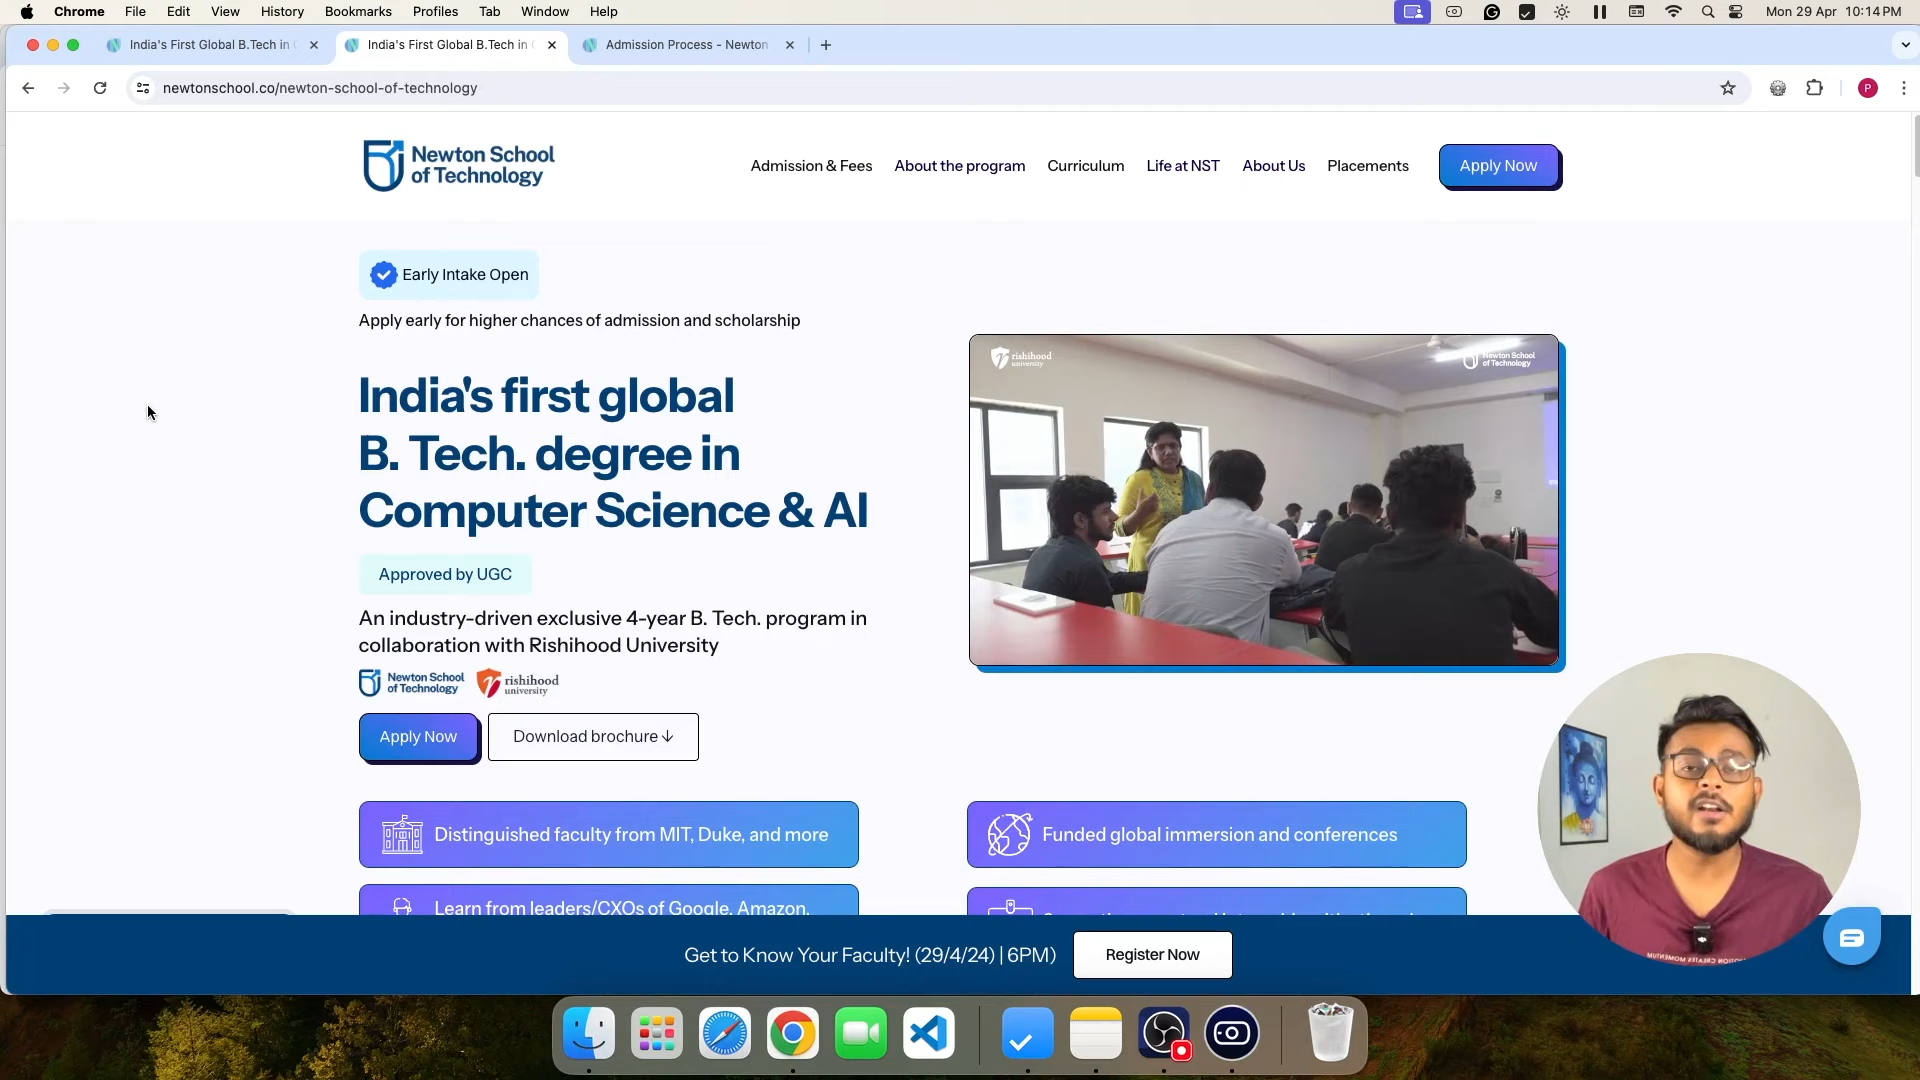 Chrome File Edit View History Bookmarks Profiles Tab Window Help
Mon 29 Apr 10:14 PM
India's First Global B.Tech in
India's First Global B.Tech in
Admission Process - Newton
newtonschool.co/newton-school-of-technology
P
Newton School
of Technology
Admission & Fees About the program Curriculum Life at NST About Us Placements Apply Now
Early Intake Open
Apply early for higher chances of admission and scholarship
India's first global
B. Tech. degree in
Computer Science & AI
Approved by UGC
An industry-driven exclusive 4-year B. Tech. program in
collaboration with Rishihood University
Newton School
of Technology
rishihood
university
Apply Now Download brochure ↓
rishihood
university
Newton School
of Technology
Distinguished faculty from MIT, Duke, and more
Funded global immersion and conferences
Learn from leaders/CXOs of Google, Amazon,
Get to Know Your Faculty! (29/4/24) | 6PM) Register Now